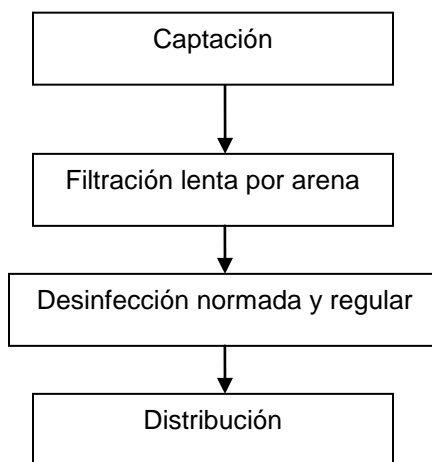 Captación
Filtración lenta por arena
Desinfección normada y regular
Distribución